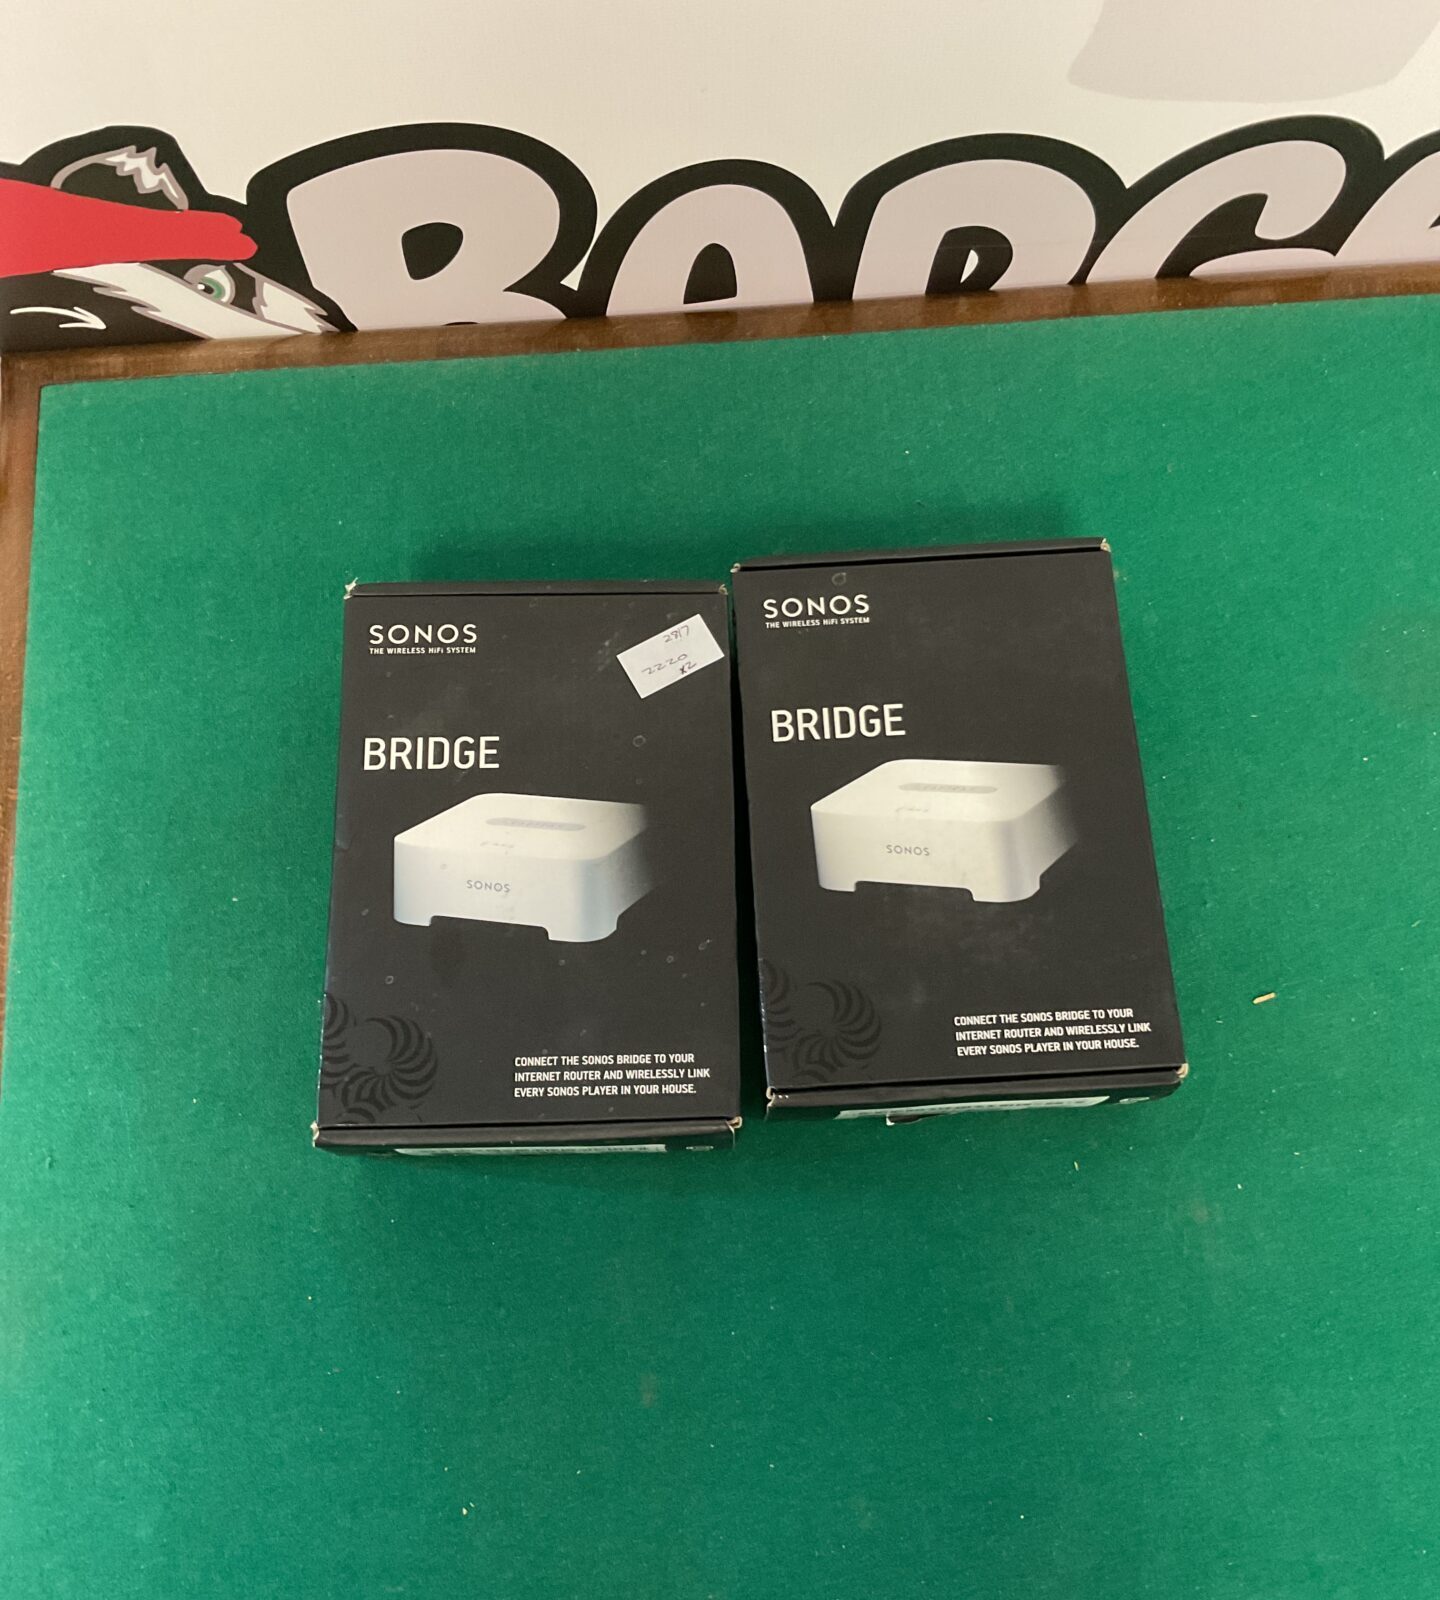 SONOS
THE WIRELESS HiFi SYSTEM
2817
2220
x2
BRIDGE
SONOS
CONNECT THE SONOS BRIDGE TO YOUR
INTERNET ROUTER AND WIRELESSLY LINK
EVERY SONOS PLAYER IN YOUR HOUSE.
SONOS
THE WIRELESS HiFi SYSTEM
BRIDGE
SONOS
CONNECT THE SONOS BRIDGE TO YOUR
INTERNET ROUTER AND WIRELESSLY LINK
EVERY SONOS PLAYER IN YOUR HOUSE.